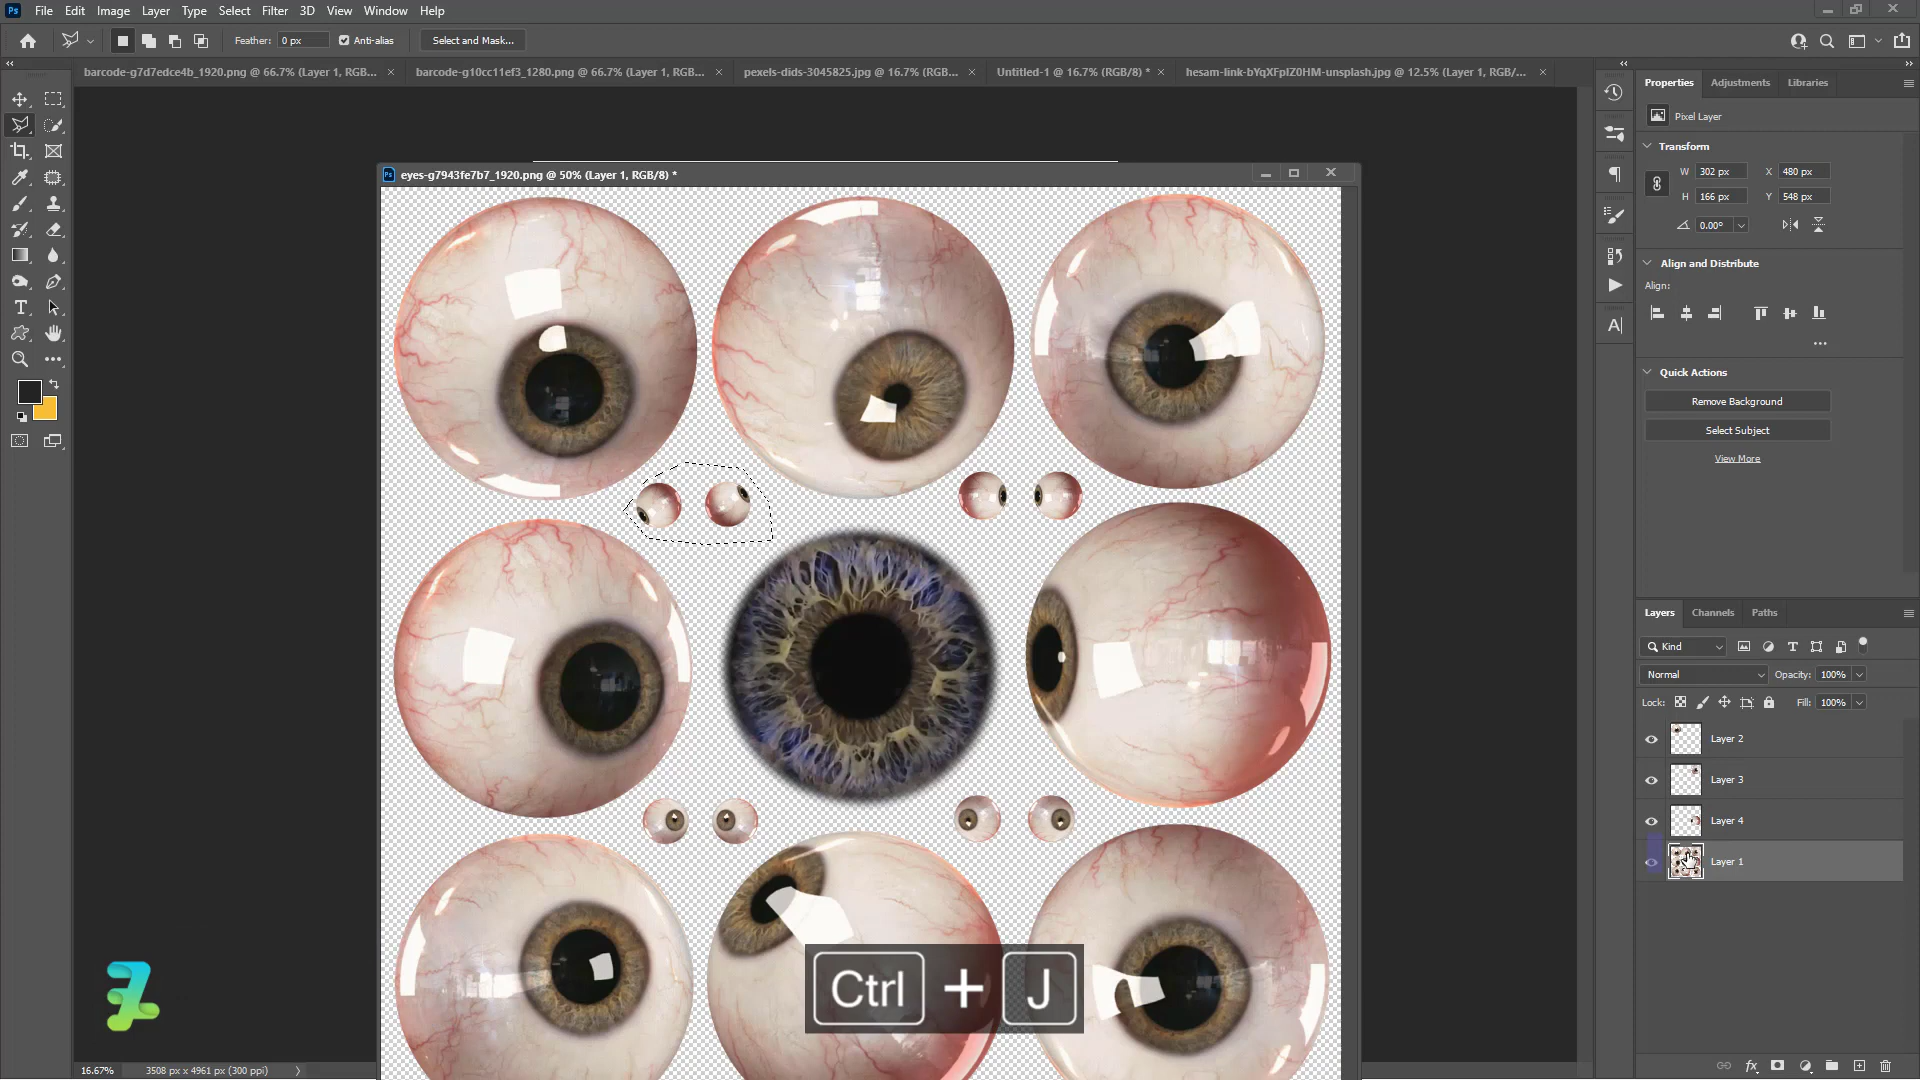 Ps File Edit Image Layer Type Select Filter 3D View Window Help
Feather: 0 px Anti-alias Select and Mask...
barcode-g7d7edce4b_1920.png @ 66.7% (Layer 1, RGB... × barcode-g10cc11ef3_1280.png @ 66.7% (Layer 1, RGB... × pexels-dids-3045825.jpg @ 16.7% (RGB... × Untitled-1 @ 16.7% (RGB/8) * × hesam-link-bYqXFpIZ0HM-unsplash.jpg @ 12.5% (Layer 1, RGB/... ×
Ps eyes-g7943fe7b7_1920.png @ 50% (Layer 1, RGB/8) *
Properties Adjustments Libraries
Pixel Layer
Transform
W 302 px X 480 px
H 166 px Y 548 px
0.00°
Align and Distribute
Align:
Quick Actions
Remove Background
Select Subject
View More
Layers Channels Paths
Kind
Normal Opacity: 100%
Lock: Fill: 100%
Layer 2
Layer 3
Layer 4
Layer 1
fx
Ctrl + J
16.67% 3508 px x 4961 px (300 ppi)